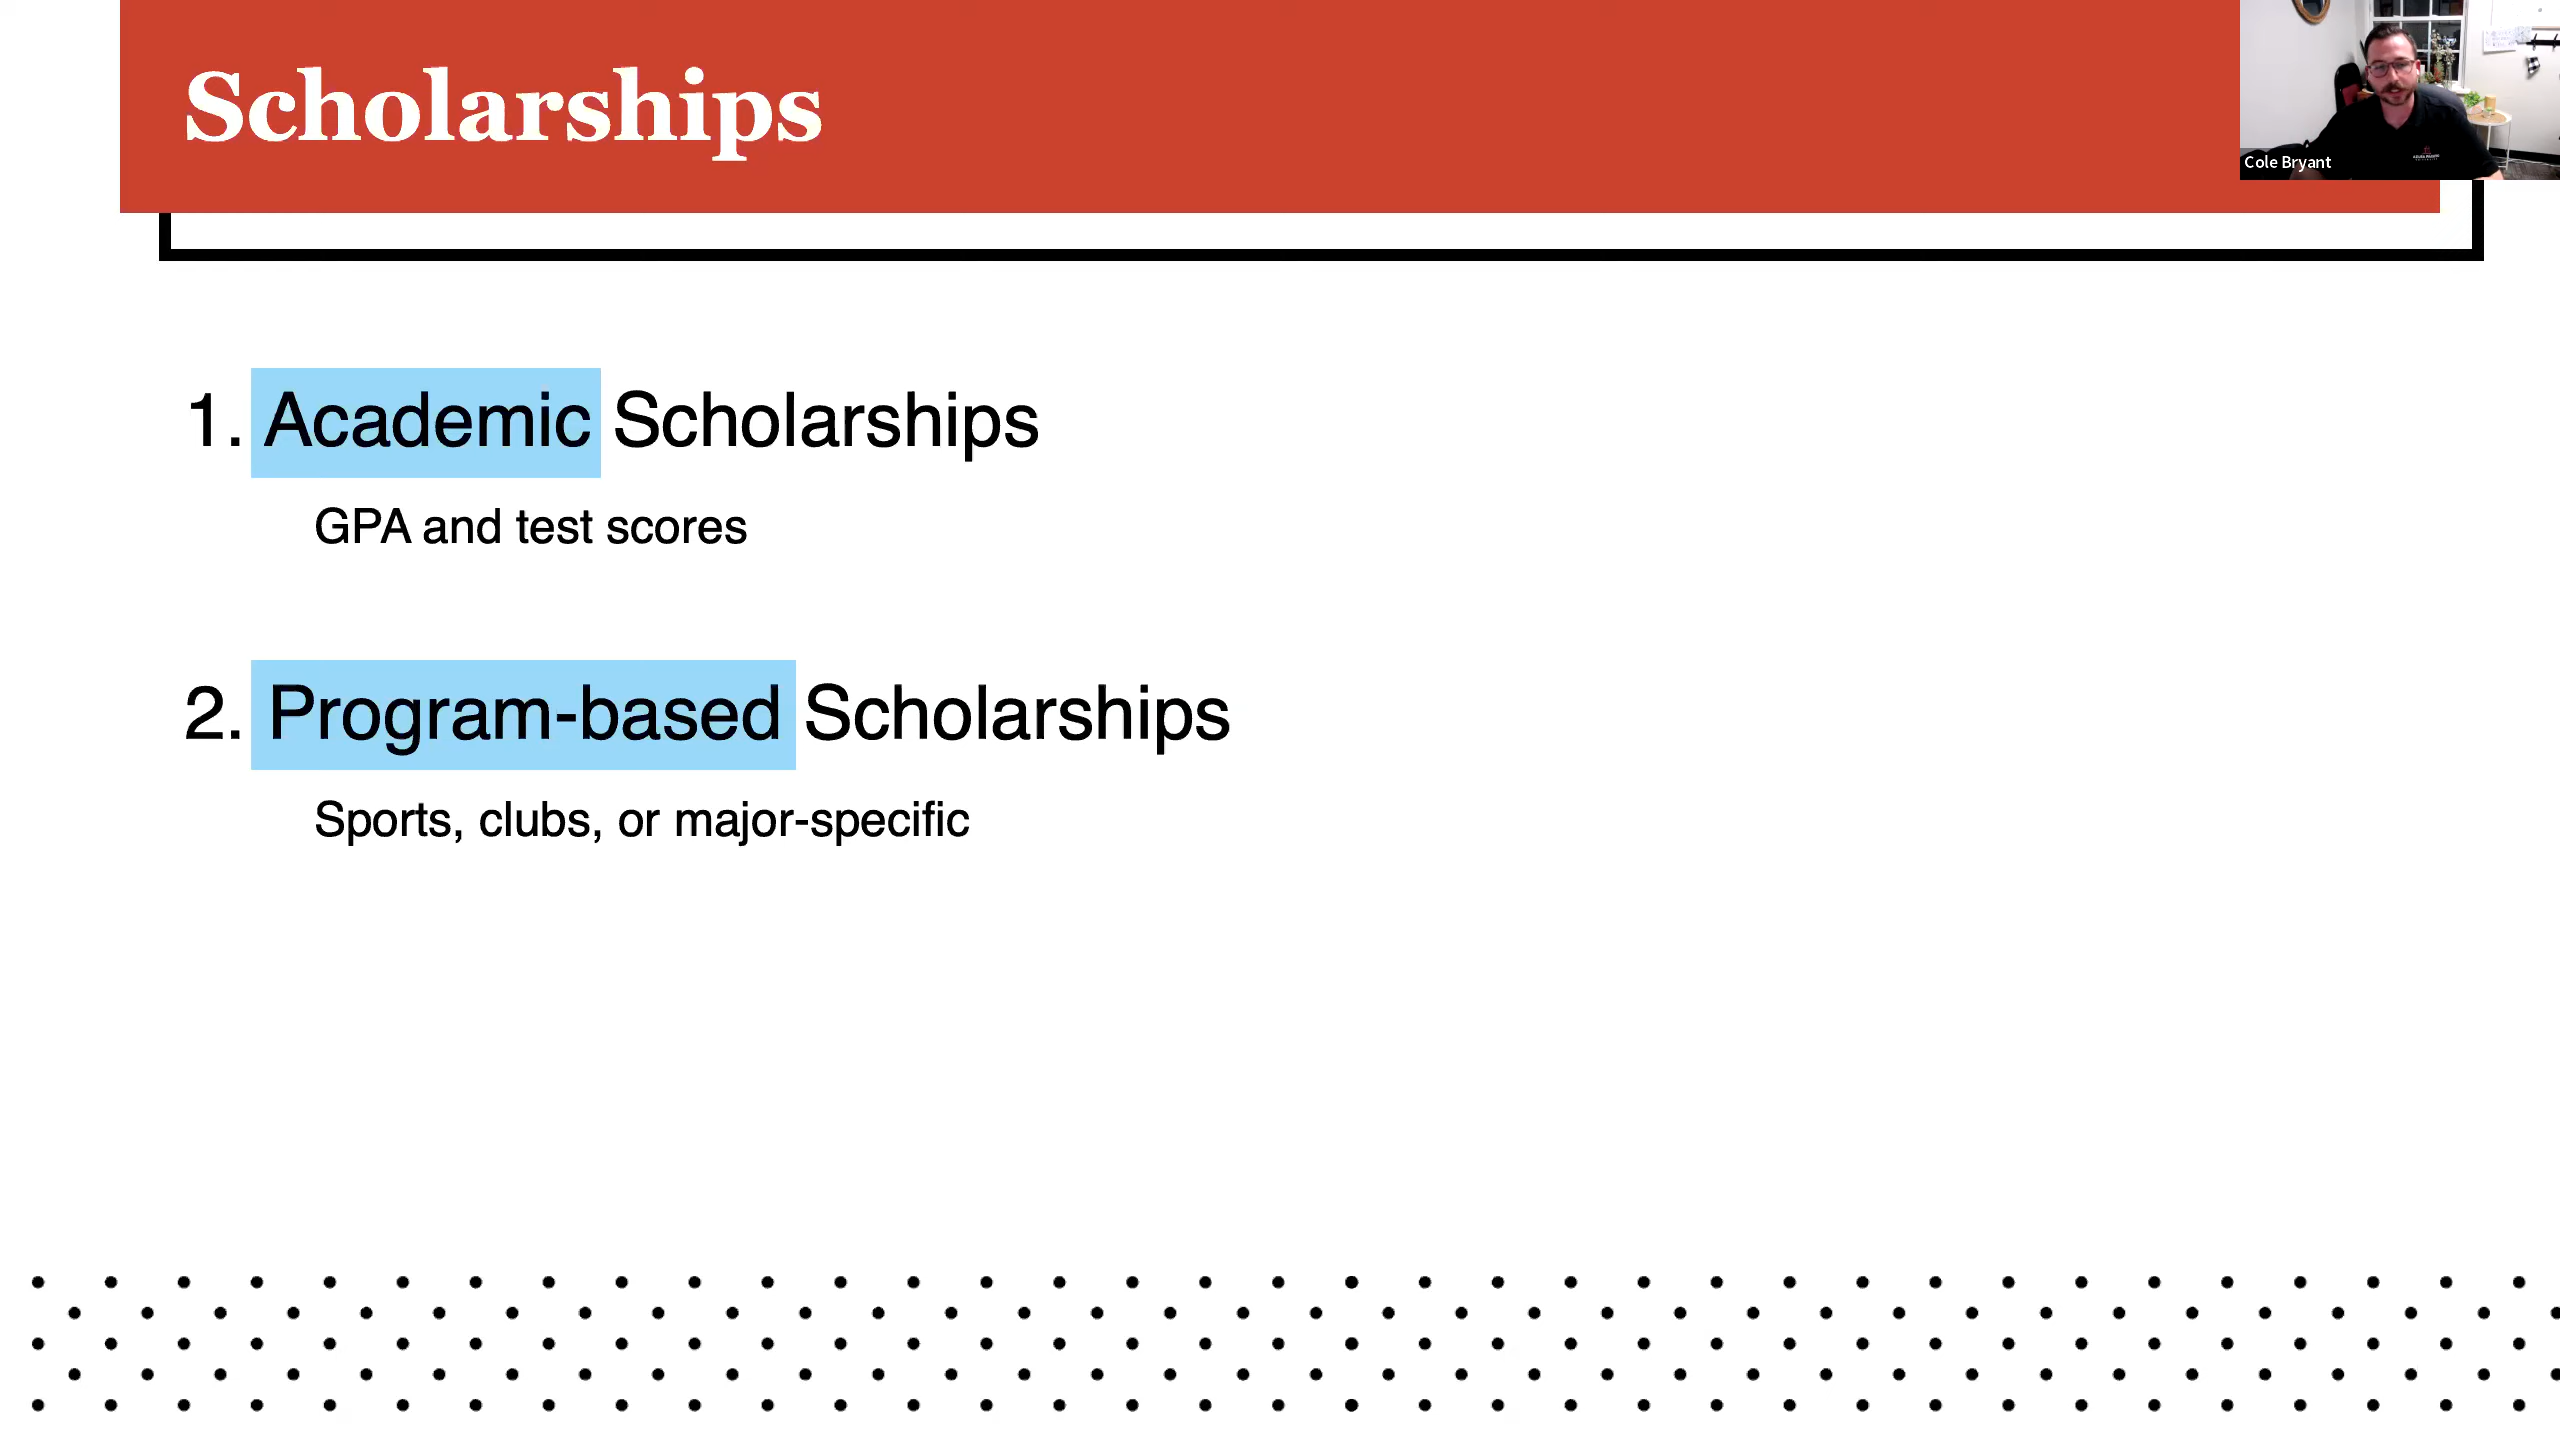 Scholarships
Cole Bryant
1. Academic Scholarships
GPA and test scores
2. Program-based Scholarships
Sports, clubs, or major-specific